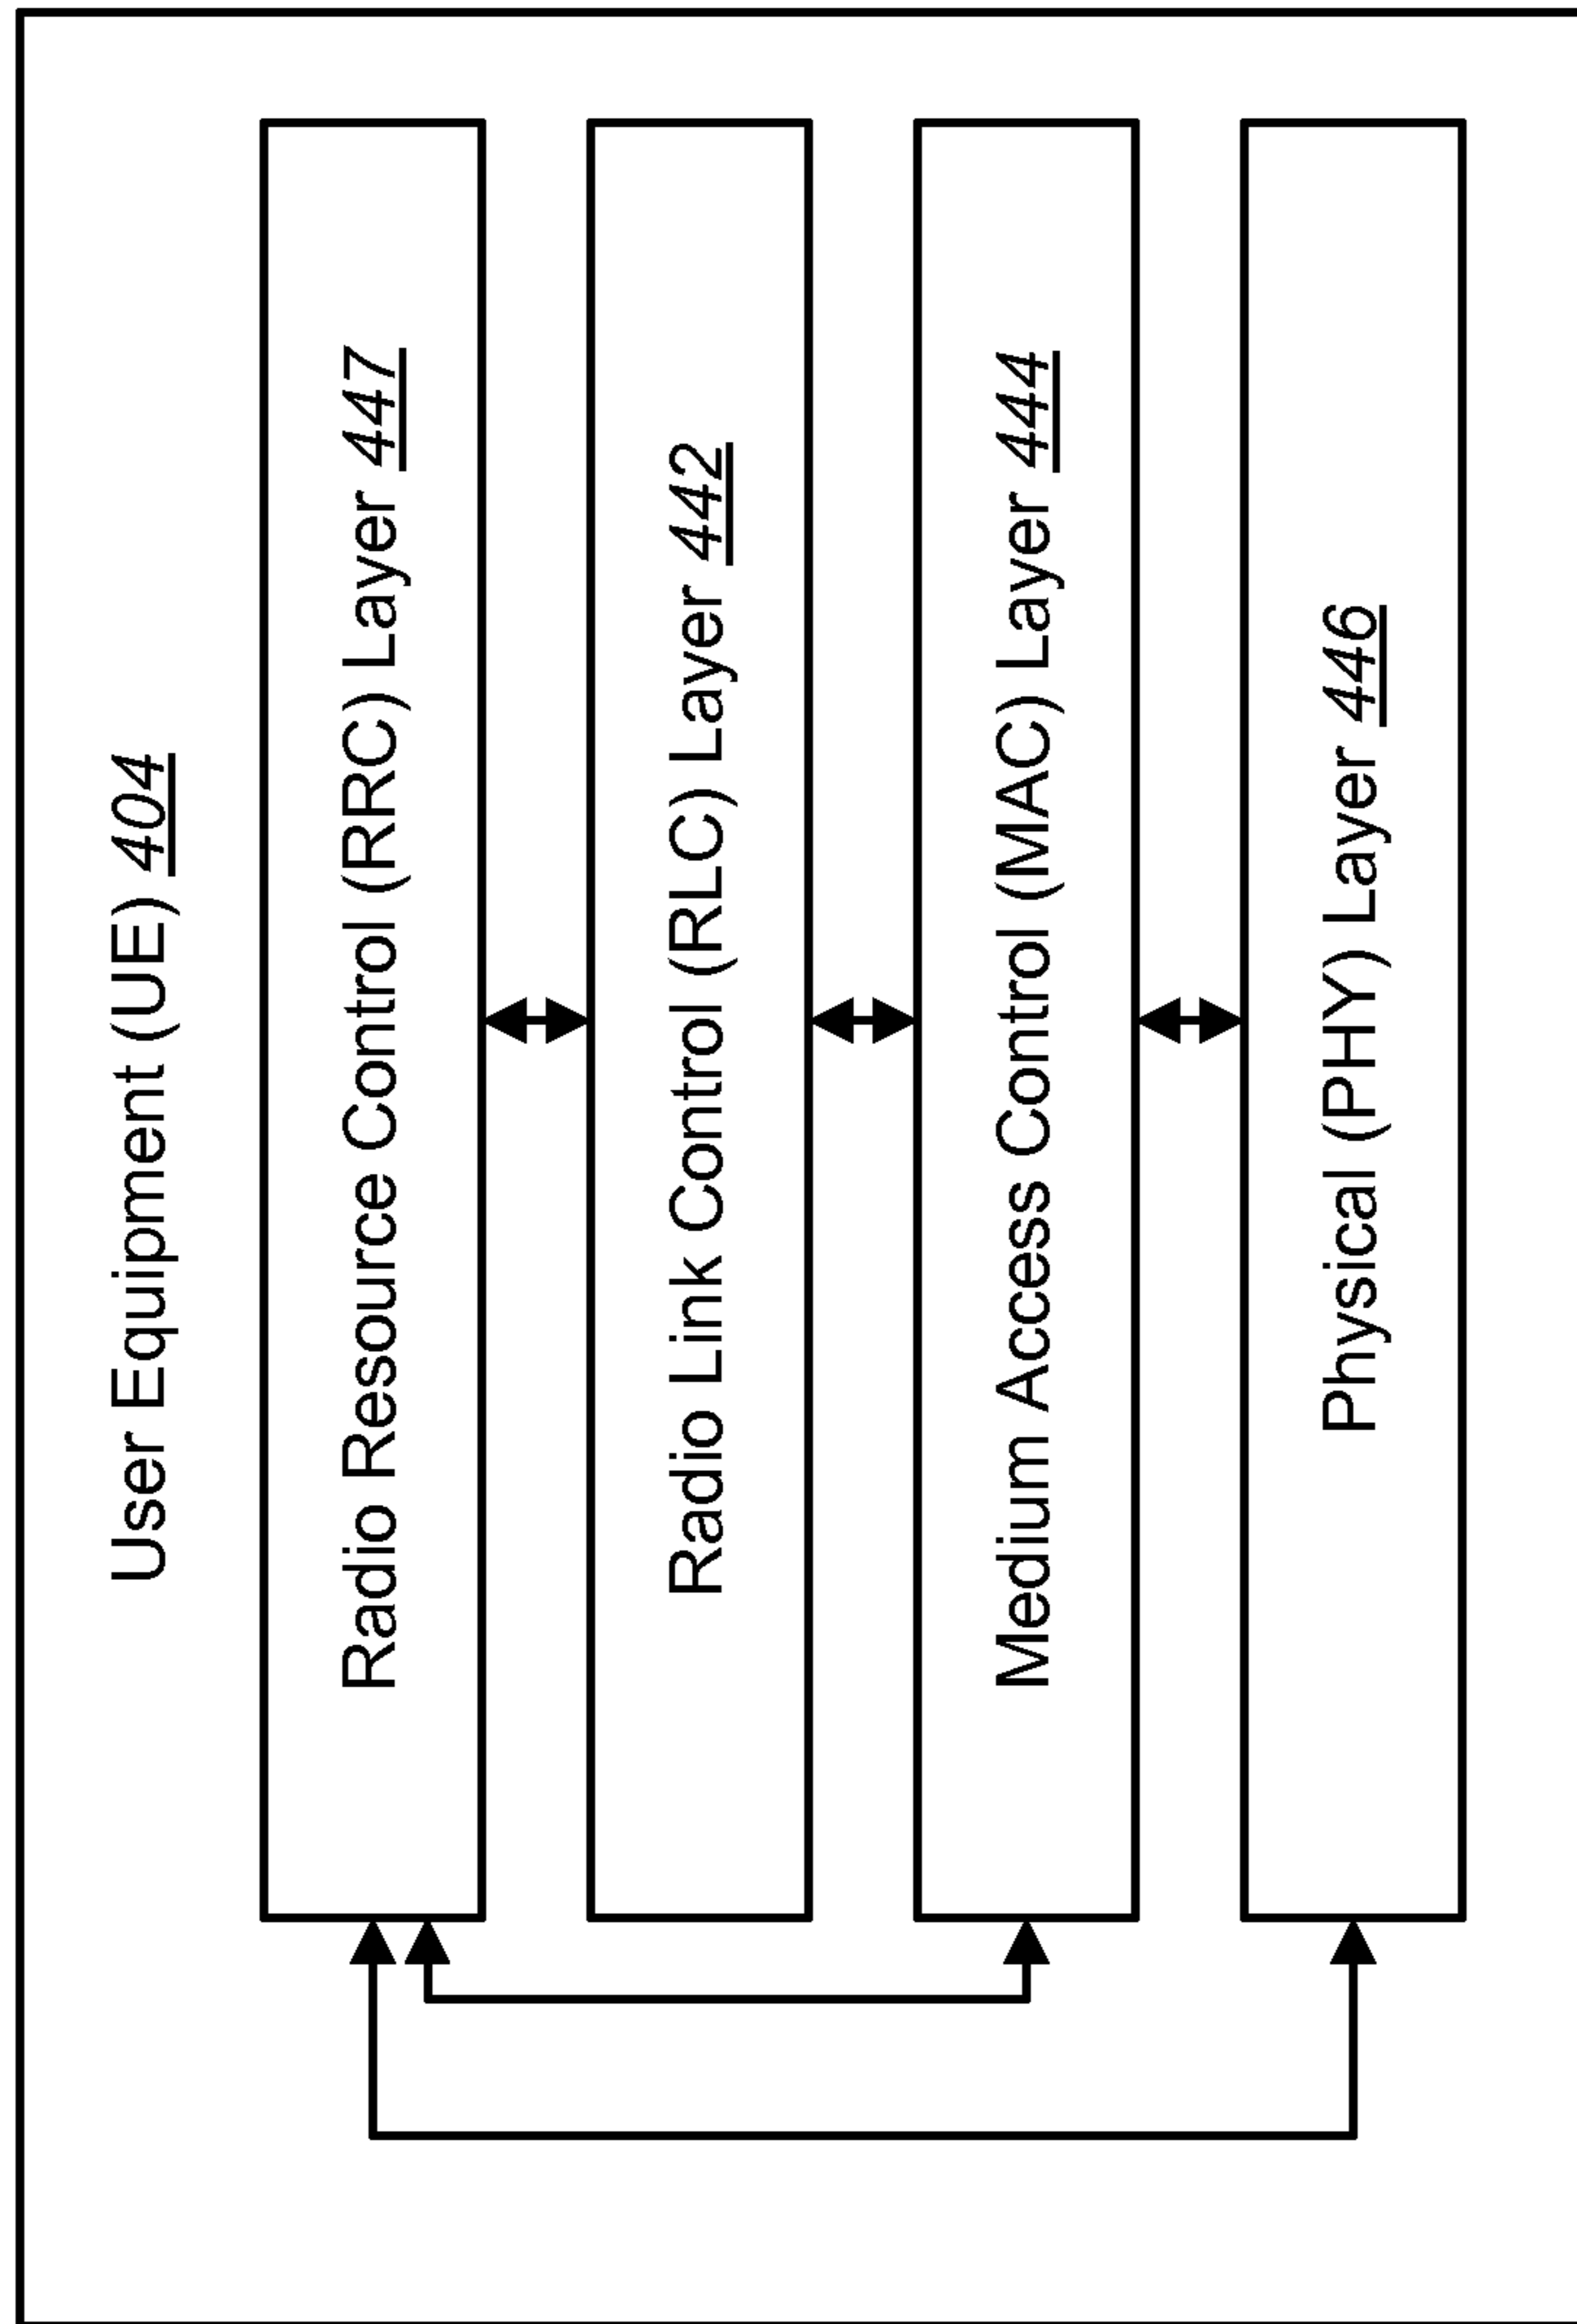 User Equipment (UE) 404
Radio Resource Control (RRC) Layer 447
Radio Link Control (RLC) Layer 442
Medium Access Control (MAC) Layer 444
Physical (PHY) Layer 446